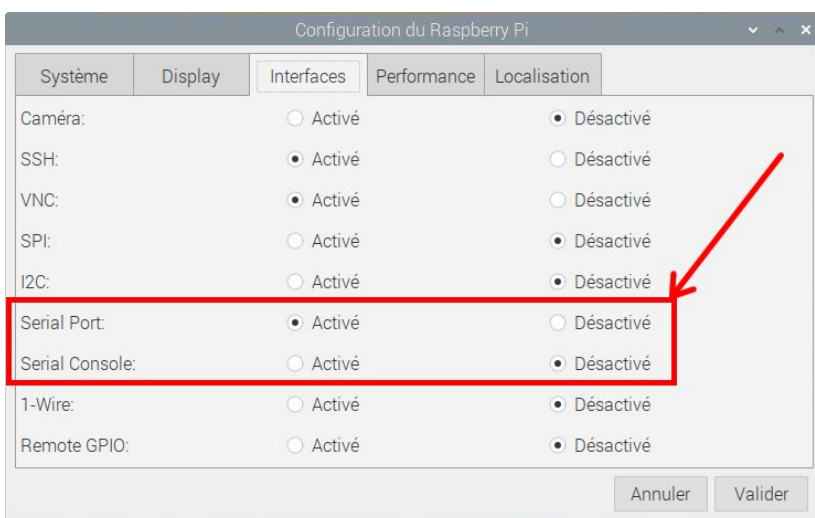 Configuration du Raspberry Pi
Système Display Interfaces Performance Localisation
Caméra: Activé Désactivé
SSH: Activé Désactivé
VNC: Activé Désactivé
SPI: Activé Désactivé
I2C: Activé Désactivé
Serial Port: Activé Désactivé
Serial Console: Activé Désactivé
1-Wire: Activé Désactivé
Remote GPIO: Activé Désactivé
Annuler Valider